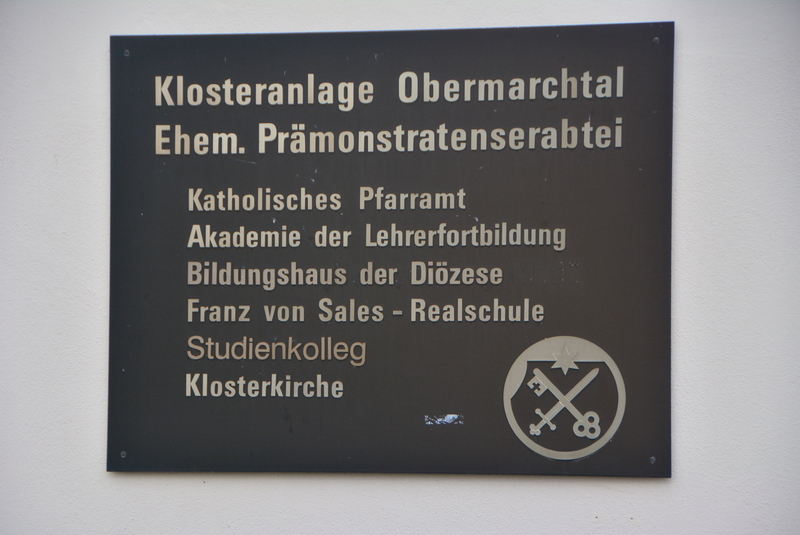 Klosteranlage Obermarchtal
Ehem. Prämonstratenserabtei
Katholisches Pfarramt
Akademie der Lehrerfortbildung
Bildungshaus der Diözese
Franz von Sales - Realschule
Studienkolleg
Klosterkirche